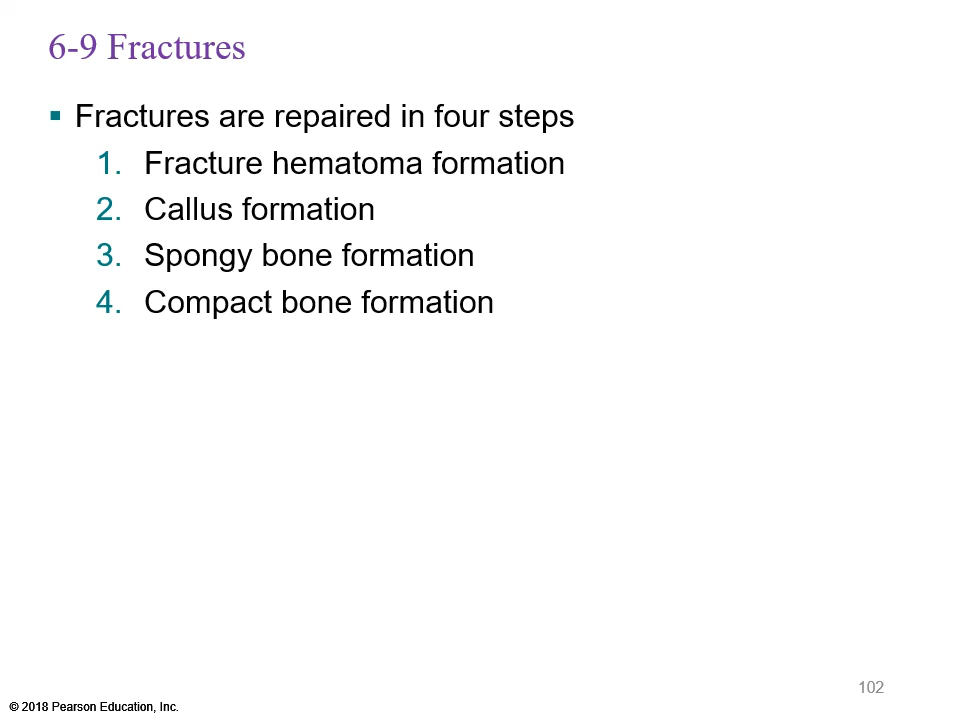 6-9 Fractures
▪ Fractures are repaired in four steps
1. Fracture hematoma formation
2. Callus formation
3. Spongy bone formation
4. Compact bone formation
102
© 2018 Pearson Education, Inc.